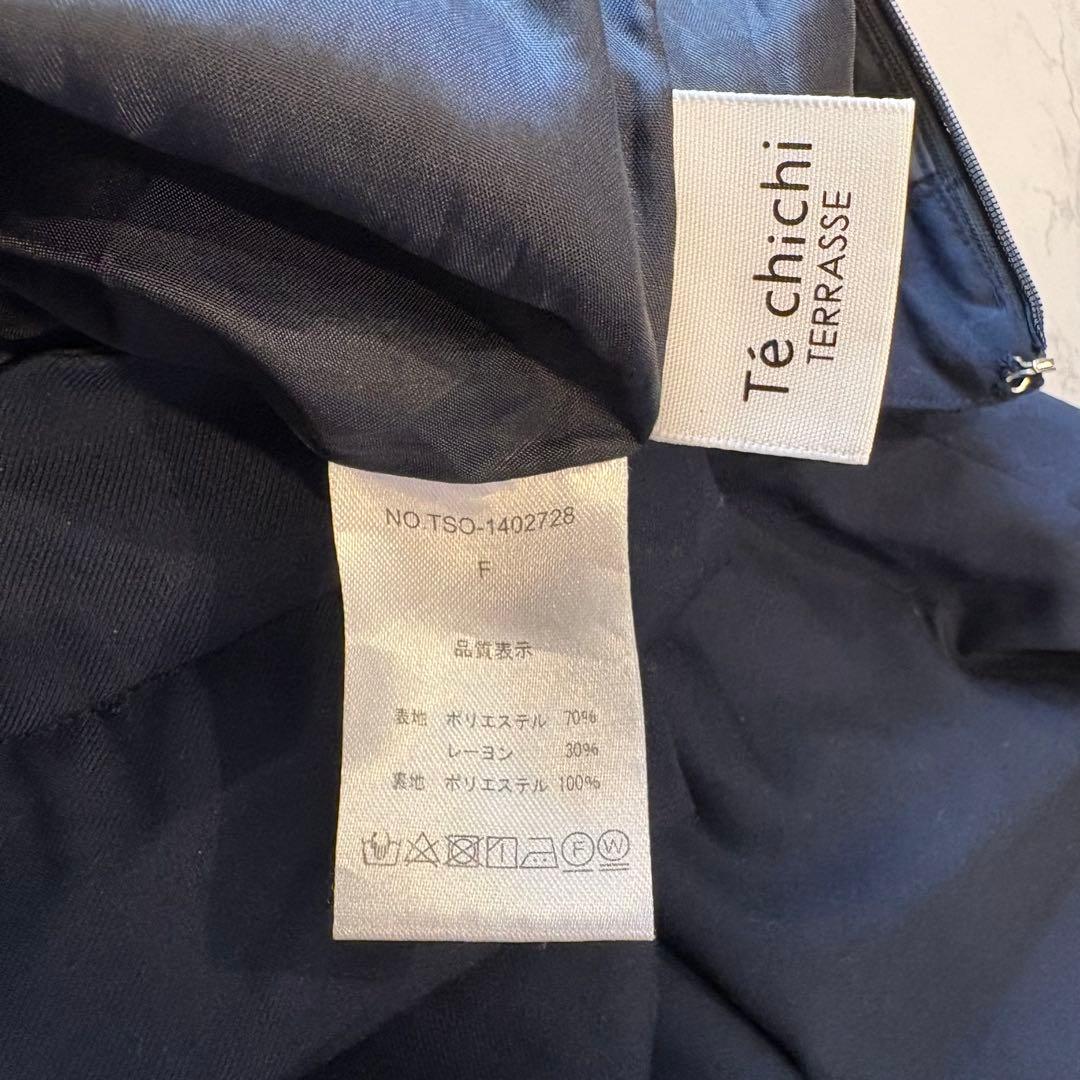 Té chichi
TERRASSE
NO.TSO-1402728
F
品質表示
表地 ポリエステル 70%
レーヨン 30%
裏地 ポリエステル 100%
F W